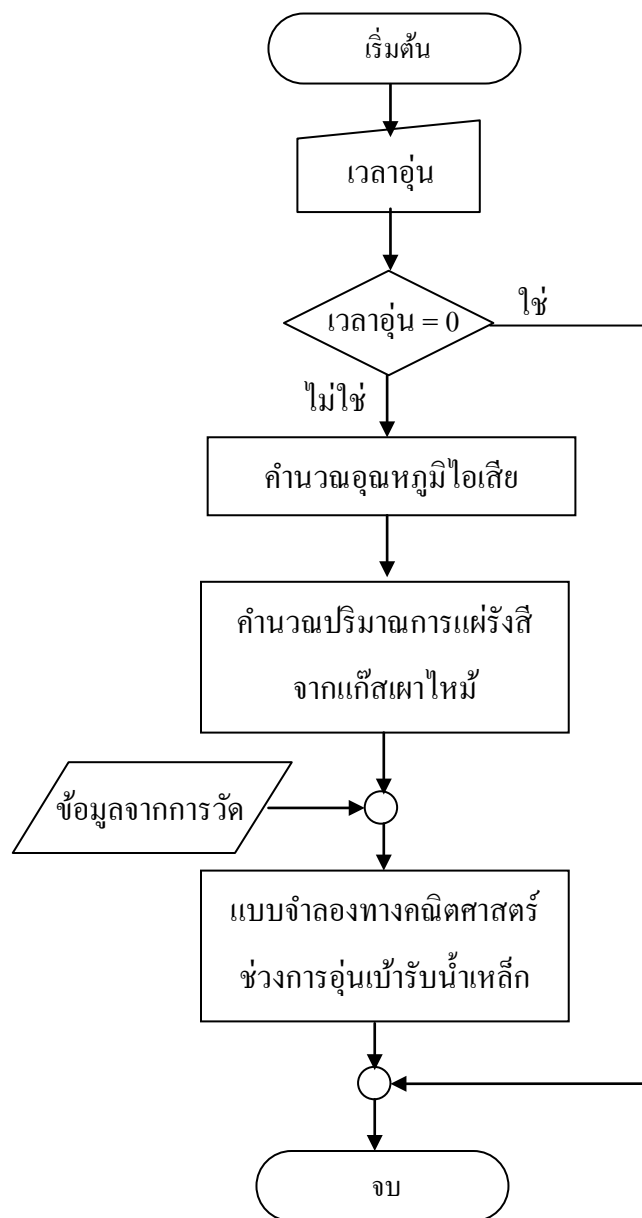 เริ่มต้น
เวลาอุ่น
เวลาอุ่น = 0
ใช่
ไม่ใช่
คำนวณอุณหภูมิไอเสีย
คำนวณปริมาณการแผ่รังสี
จากแก๊สเผาไหม้
ข้อมูลจากการวัด
แบบจำลองทางคณิตศาสตร์
ช่วงการอุ่นเบ้ารับน้ำเหล็ก
จบ